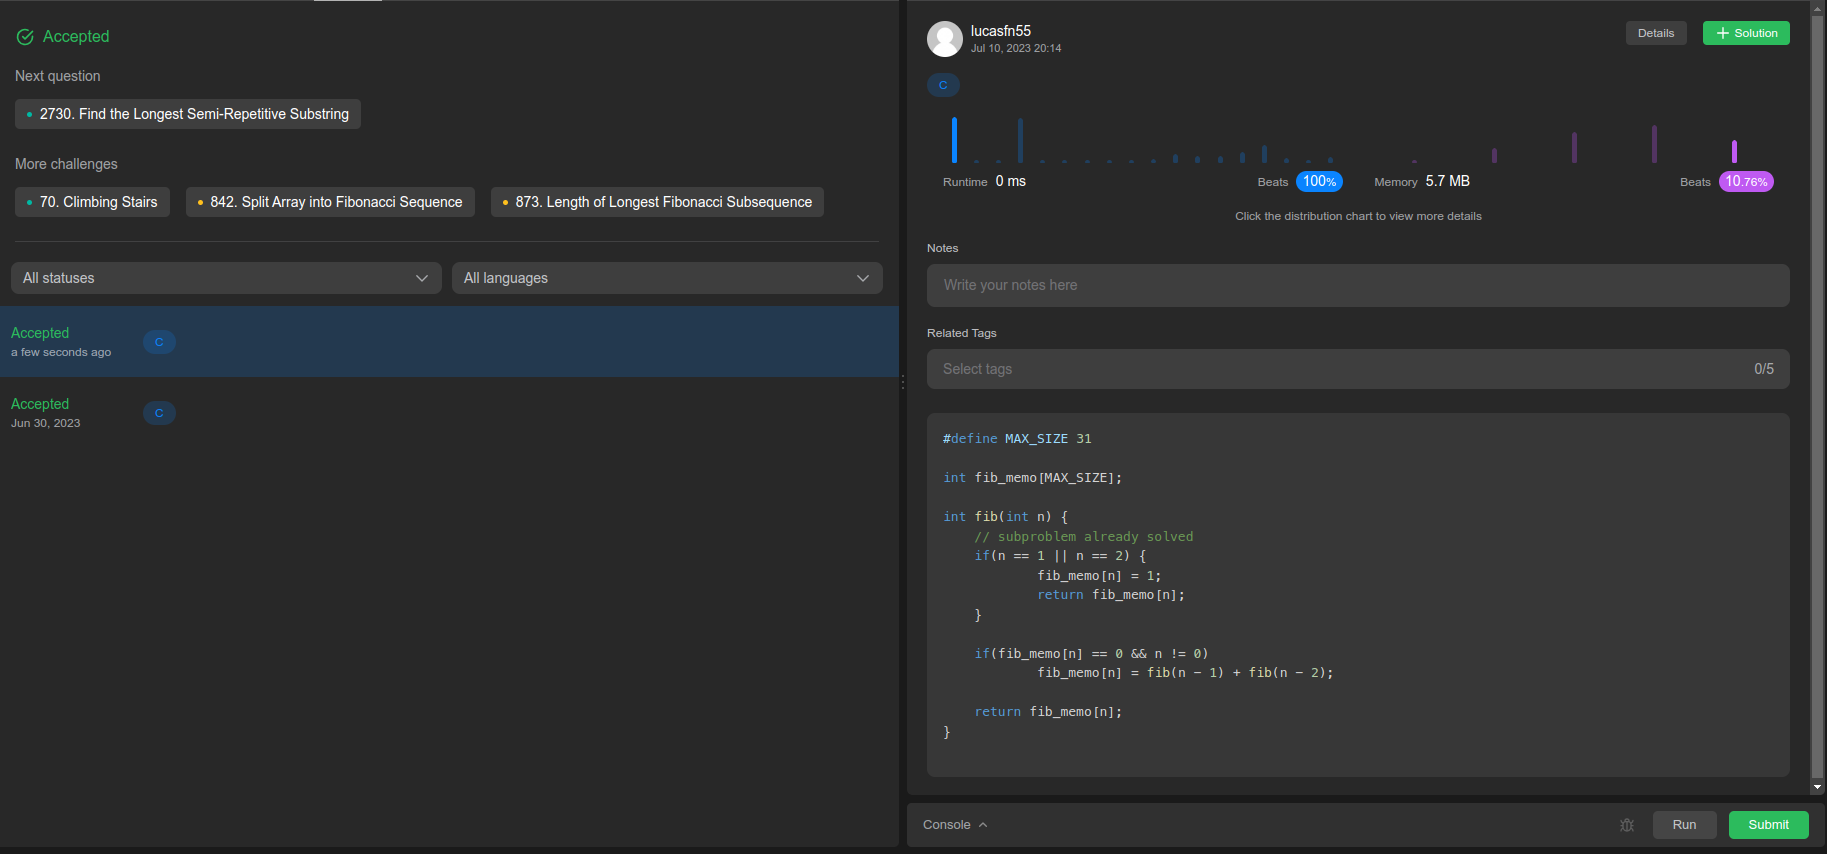 Accepted
Next question
2730. Find the Longest Semi-Repetitive Substring
More challenges
70. Climbing Stairs
842. Split Array into Fibonacci Sequence
873. Length of Longest Fibonacci Subsequence
All statuses
All languages
Accepted
a few seconds ago
C
Accepted
Jun 30, 2023
C
lucasfn55
Jul 10, 2023 20:14
Details
+ Solution
C
Runtime 0 ms
Beats 100%
Memory 5.7 MB
Beats 10.76%
Click the distribution chart to view more details
Notes
Write your notes here
Related Tags
Select tags
0/5
#define MAX_SIZE 31
int fib_memo[MAX_SIZE];
int fib(int n) {
    // subproblem already solved
    if(n == 1 || n == 2) {
            fib_memo[n] = 1;
            return fib_memo[n];
    }
    if(fib_memo[n] == 0 && n != 0)
            fib_memo[n] = fib(n - 1) + fib(n - 2);
    return fib_memo[n];
}
Console
Run
Submit